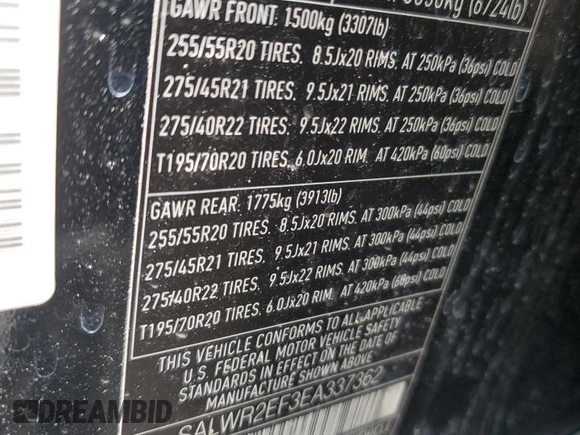 (6724lb)
GAWR FRONT: 1500kg (3307lb)
255/55R20 TIRES. 8.5Jx20 RIMS. AT 250kPa (36psi) COLD
275/45R21 TIRES. 9.5Jx21 RIMS. AT 250kPa (36psi) COLD
275/40R22 TIRES. 9.5Jx22 RIMS. AT 250kPa (36psi) COLD
T195/70R20 TIRES. 6.0Jx20 RIM. AT 420kPa (60psi) COLD
GAWR REAR: 1775kg (3913lb)
255/55R20 TIRES. 8.5Jx20 RIMS. AT 300kPa (44psi) COLD
275/45R21 TIRES. 9.5Jx21 RIMS. AT 300kPa (44psi) COLD
275/40R22 TIRES. 9.5Jx22 RIMS. AT 300kPa (44psi) COLD
T195/70R20 TIRES. 6.0Jx20 RIM. AT 420kPa (60psi) COLD
THIS VEHICLE CONFORMS TO ALL APPLICABLE
U.S. FEDERAL MOTOR VEHICLE SAFETY
STANDARDS IN EFFECT ON THE DATE OF
MANUFACTURE SHOWN ABOVE.
SALWR2EF3EA337362